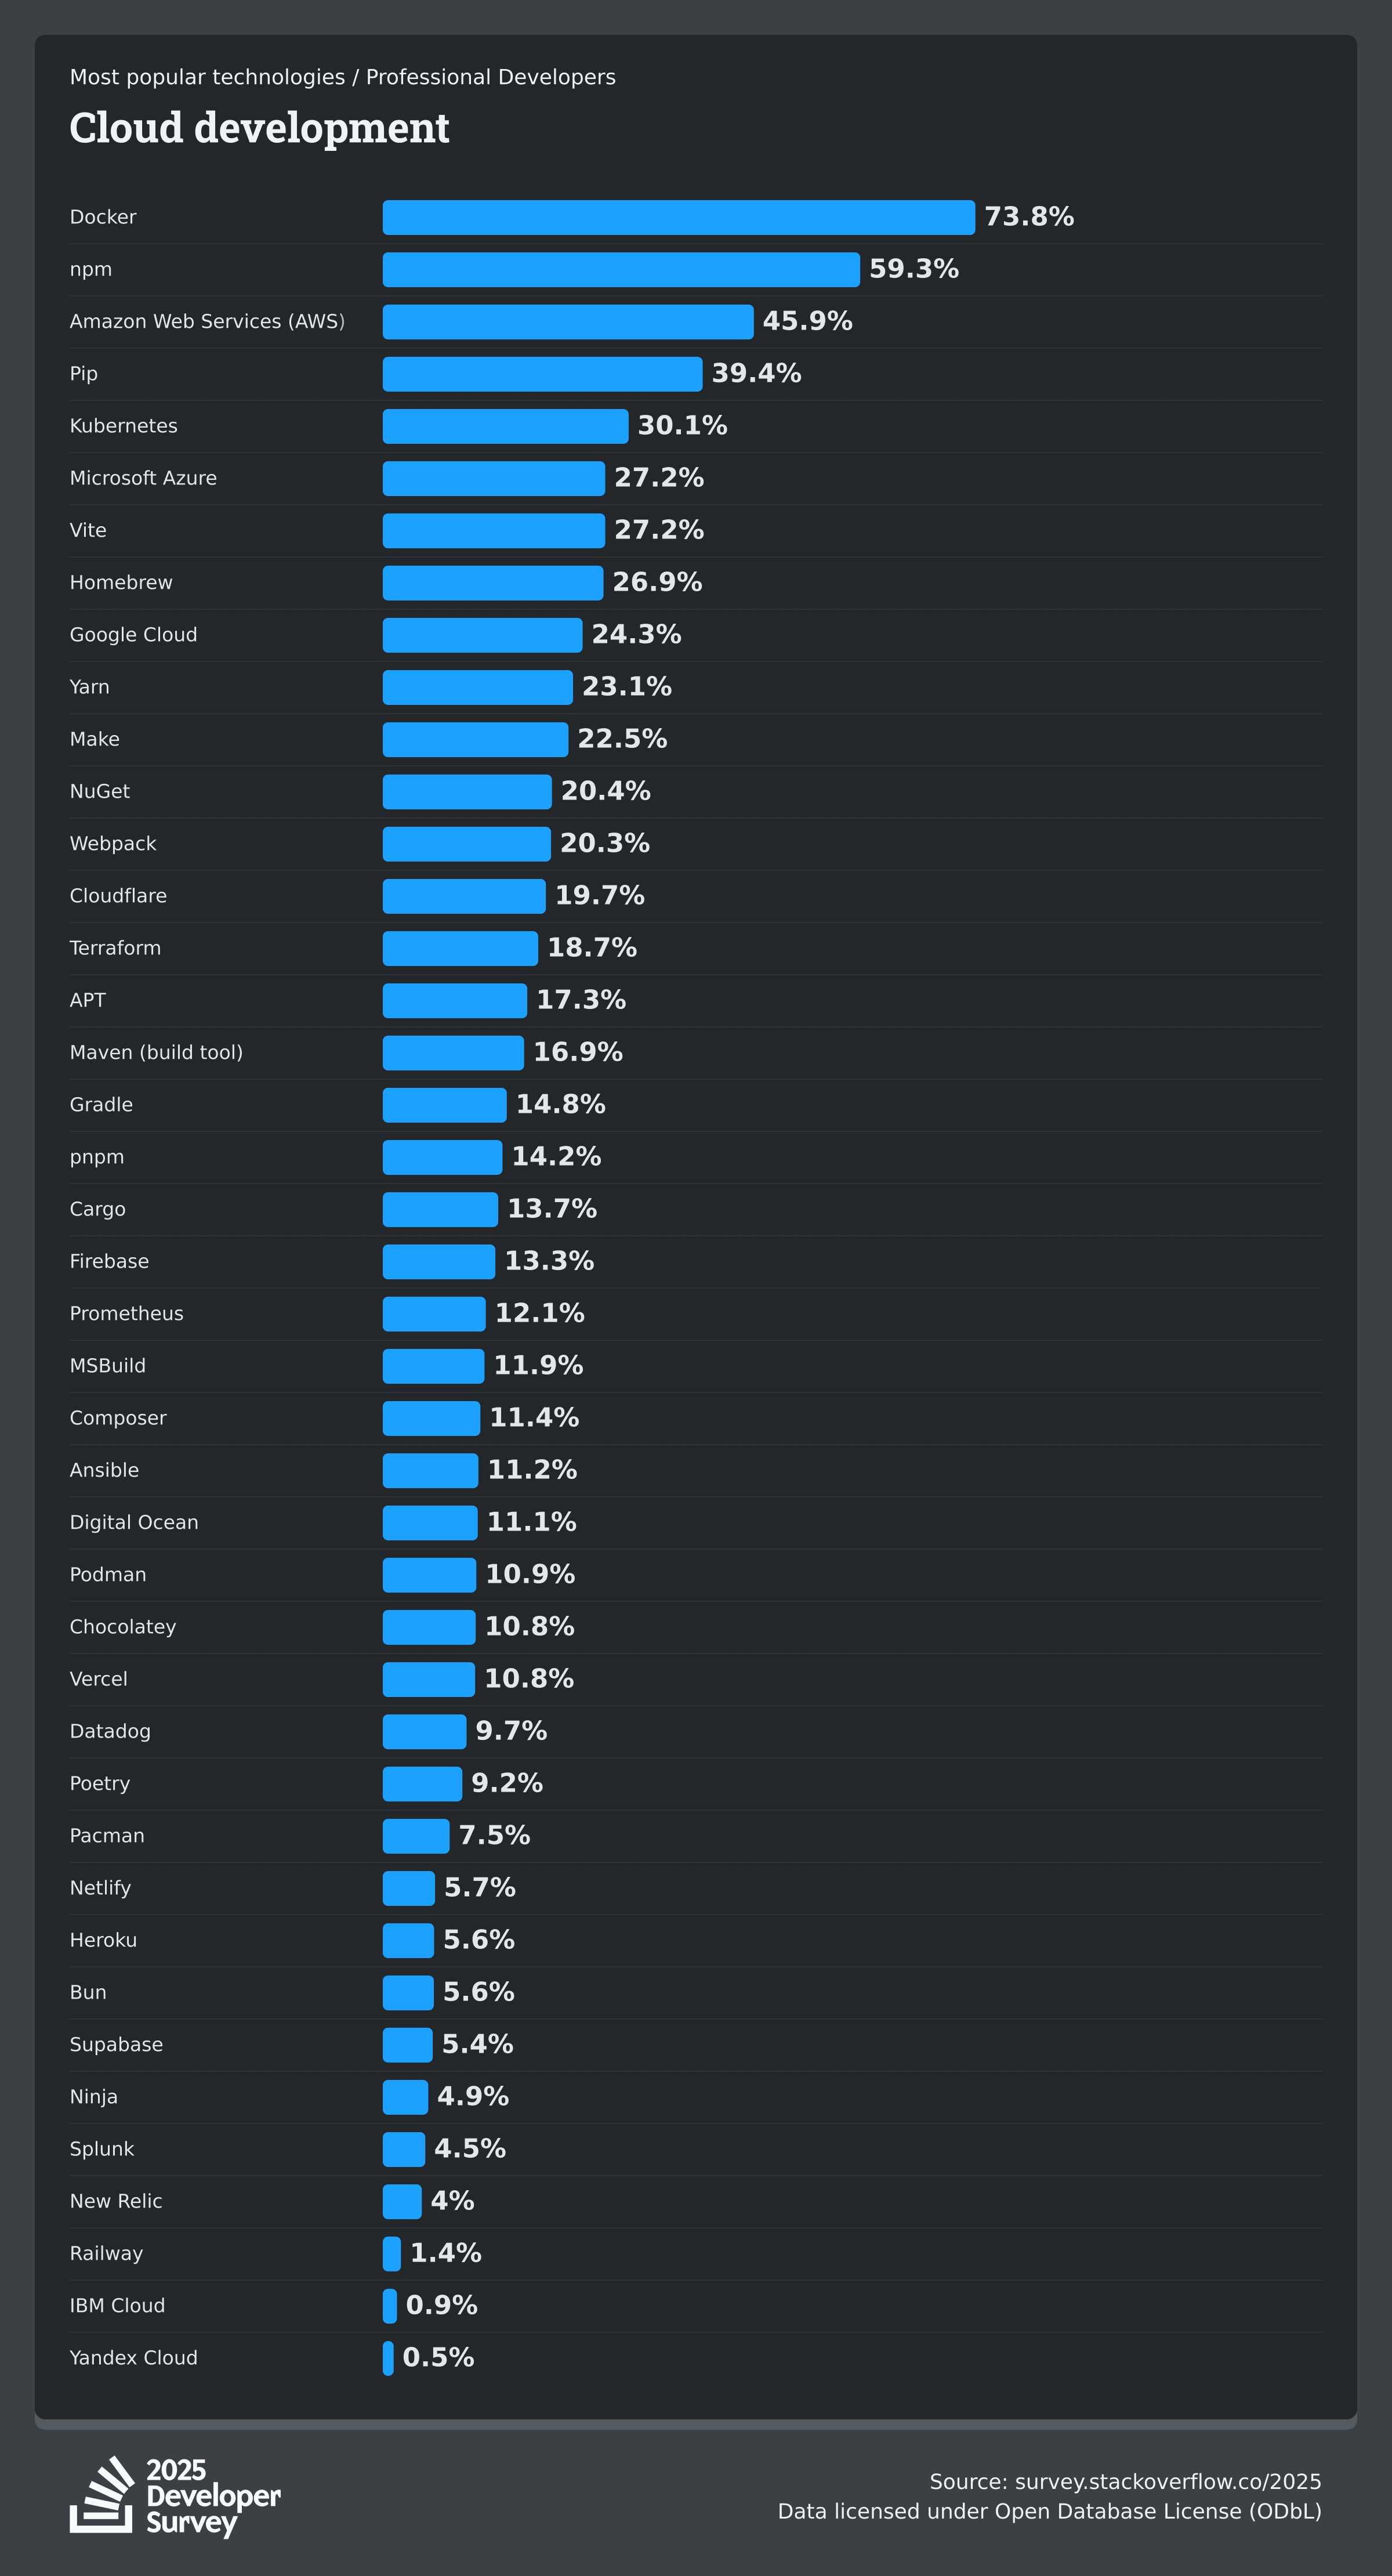 Most popular technologies / Professional Developers
Cloud development
Docker 73.8%
npm 59.3%
Amazon Web Services (AWS) 45.9%
Pip 39.4%
Kubernetes 30.1%
Microsoft Azure 27.2%
Vite 27.2%
Homebrew 26.9%
Google Cloud 24.3%
Yarn 23.1%
Make 22.5%
NuGet 20.4%
Webpack 20.3%
Cloudflare 19.7%
Terraform 18.7%
APT 17.3%
Maven (build tool) 16.9%
Gradle 14.8%
pnpm 14.2%
Cargo 13.7%
Firebase 13.3%
Prometheus 12.1%
MSBuild 11.9%
Composer 11.4%
Ansible 11.2%
Digital Ocean 11.1%
Podman 10.9%
Chocolatey 10.8%
Vercel 10.8%
Datadog 9.7%
Poetry 9.2%
Pacman 7.5%
Netlify 5.7%
Heroku 5.6%
Bun 5.6%
Supabase 5.4%
Ninja 4.9%
Splunk 4.5%
New Relic 4%
Railway 1.4%
IBM Cloud 0.9%
Yandex Cloud 0.5%
2025
Developer
Survey
Source: survey.stackoverflow.co/2025
Data licensed under Open Database License (ODbL)